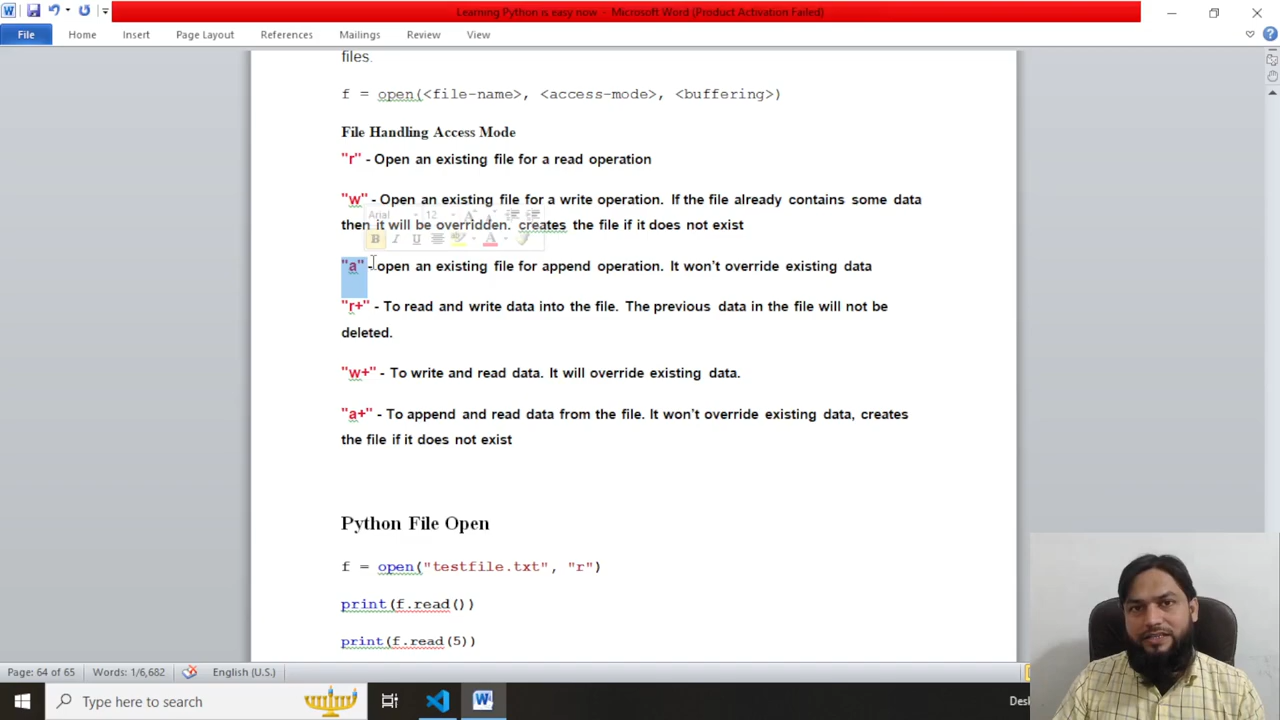 Learning Python is easy now - Microsoft Word (Product Activation Failed)
File Home Insert Page Layout References Mailings Review View
files.
f = open(<file-name>, <access-mode>, <buffering>)
File Handling Access Mode
"r" - Open an existing file for a read operation
"w" - Open an existing file for a write operation. If the file already contains some data
Arial 12
then it will be overridden. creates the file if it does not exist
"a" - open an existing file for append operation. It won't override existing data
"r+" - To read and write data into the file. The previous data in the file will not be
deleted.
"w+" - To write and read data. It will override existing data.
"a+" - To append and read data from the file. It won't override existing data, creates
the file if it does not exist
Python File Open
f = open("testfile.txt", "r")
print(f.read())
print(f.read(5))
Page: 64 of 65 Words: 1/6,682 English (U.S.)
Type here to search